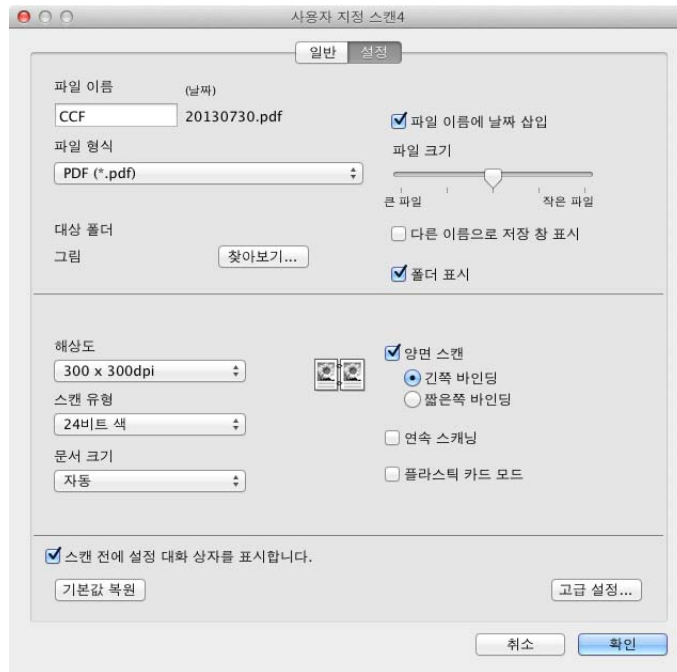 사용자 지정 스캔4
일반 설정
파일 이름 (날짜)
CCF 20130730.pdf
파일 이름에 날짜 삽입
파일 형식
파일 크기
PDF (*.pdf)
큰 파일 작은 파일
대상 폴더
다른 이름으로 저장 창 표시
그림 찾아보기...
폴더 표시
해상도
양면 스캔
300 x 300dpi
긴쪽 바인딩
스캔 유형
짧은쪽 바인딩
24비트 색
연속 스캐닝
문서 크기
자동
플라스틱 카드 모드
스캔 전에 설정 대화 상자를 표시합니다.
기본값 복원 고급 설정...
취소 확인